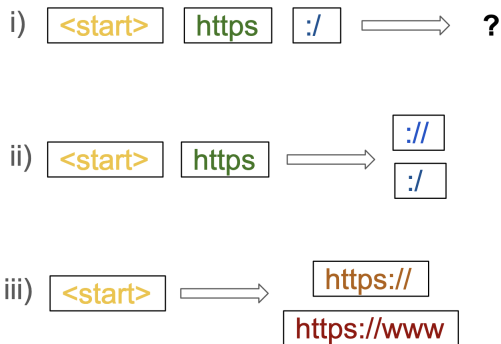 i) <start> https :/ ?
ii) <start> https :// 
:/
iii) <start> https://
https://www